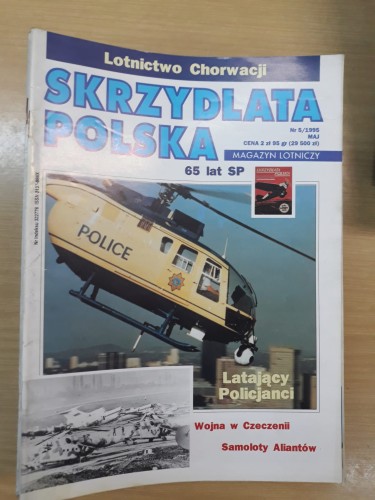 Lotnictwo Chorwacji
SKRZYDLATA
POLSKA
Nr 5/1995
MAJ
CENA 2 zł 95 gr (29 500 zł)
MAGAZYN LOTNICZY
65 lat SP
POLICE
Latający
Policjanci
Wojna w Czeczenii
Samoloty Aliantów